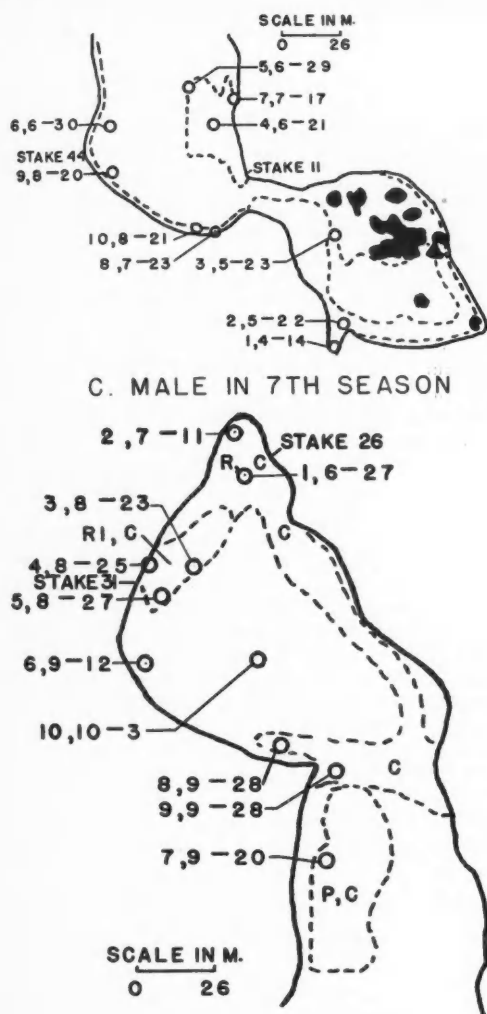 SCALE IN M.
0 26
5,6-29
7,7-17
6,6-30
4,6-21
STAKE 44
STAKE 11
9,8-20
10,8-21
8,7-23
3,5-23
2,5-22
1,4-14
C. MALE IN 7TH SEASON
2,7-11
STAKE 26
R, C
1,6-27
3,8-23
R1, C
C
4,8-25
STAKE 31
5,8-27
6,9-12
10,10-3
C
8,9-28
9,9-28
7,9-20
P,C
SCALE IN M.
0 26